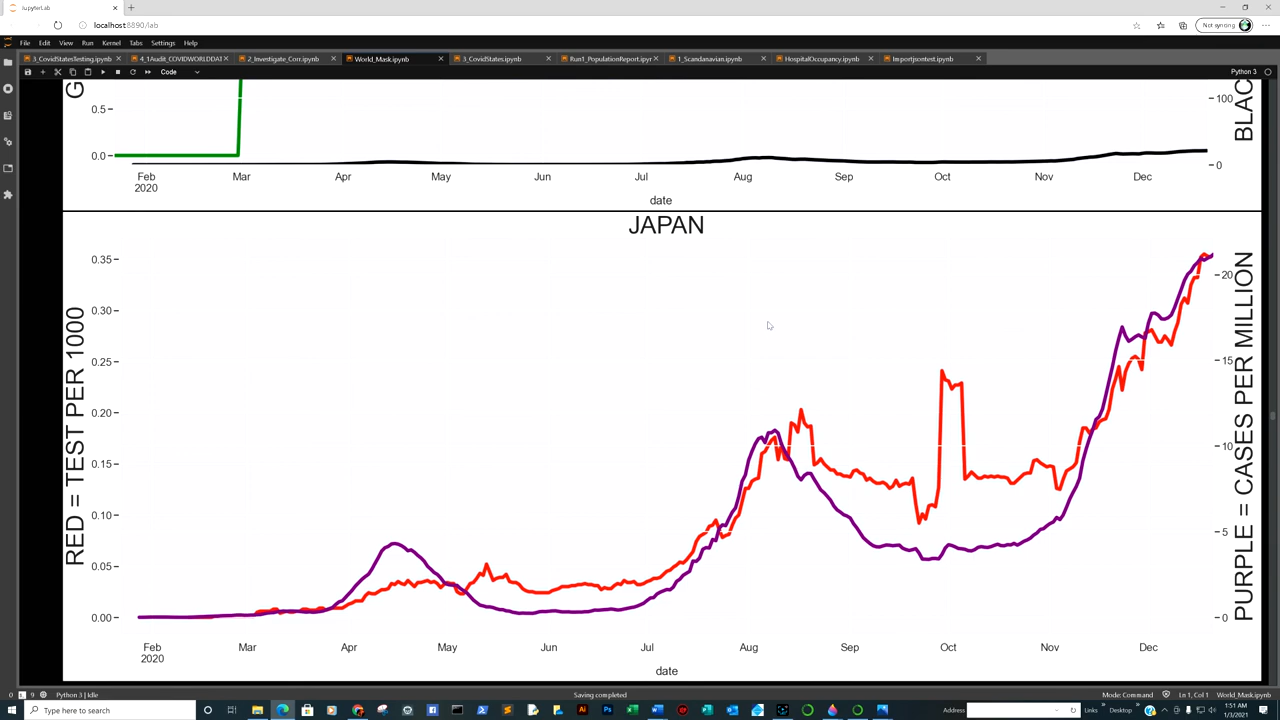 JupyterLab
localhost:8890/lab
Not syncing
File Edit View Run Kernel Tabs Settings Help
3_CovidStatesTesting.ipynb 4_1Audit_COVIDWORLDDAT 2_Investigate_Corr.ipynb World_Mask.ipynb 3_CovidStates.ipynb Run1_PopulationReport.ipyr 1_Scandanavian.ipynb HospitalOccupancy.ipynb Importjsontest.ipynb
Code Python 3
G
0.5
0.0
100
0
BLAC
Feb Mar Apr May Jun Jul Aug Sep Oct Nov Dec
2020
date
JAPAN
RED = TEST PER 1000
0.35
0.30
0.25
0.20
0.15
0.10
0.05
0.00
20
15
10
5
0
PURPLE = CASES PER MILLION
Feb Mar Apr May Jun Jul Aug Sep Oct Nov Dec
2020
date
0 9 Python 3 | Idle Saving completed Mode: Command Ln 1, Col 1 World_Mask.ipynb
Type here to search Address Links Desktop 1:51 AM
1/3/2021